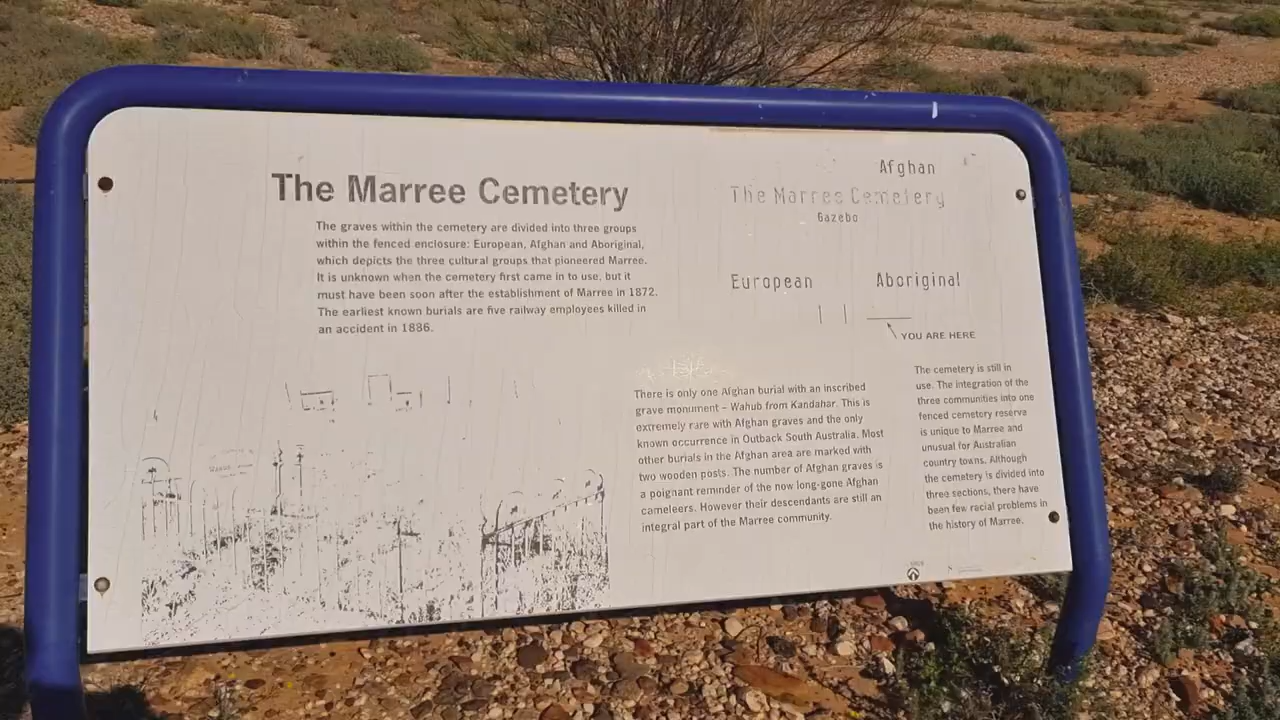 The Marree Cemetery
The graves within the cemetery are divided into three groups
within the fenced enclosure: European, Afghan and Aboriginal,
which depicts the three cultural groups that pioneered Marree.
It is unknown when the cemetery first came in to use, but it
must have been soon after the establishment of Marree in 1872.
The earliest known burials are five railway employees killed in
an accident in 1886.
Afghan
The Marree Cemetery
Gazebo
European
Aboriginal
YOU ARE HERE
There is only one Afghan burial with an inscribed
grave monument – Wahub from Kandahar. This is
extremely rare with Afghan graves and the only
known occurrence in Outback South Australia. Most
other burials in the Afghan area are marked with
two wooden posts. The number of Afghan graves is
a poignant reminder of the now long-gone Afghan
cameleers. However their descendants are still an
integral part of the Marree community.
The cemetery is still in
use. The integration of the
three communities into one
fenced cemetery reserve
is unique to Marree and
unusual for Australian
country towns. Although
the cemetery is divided into
three sections, there have
been few racial problems in
the history of Marree.